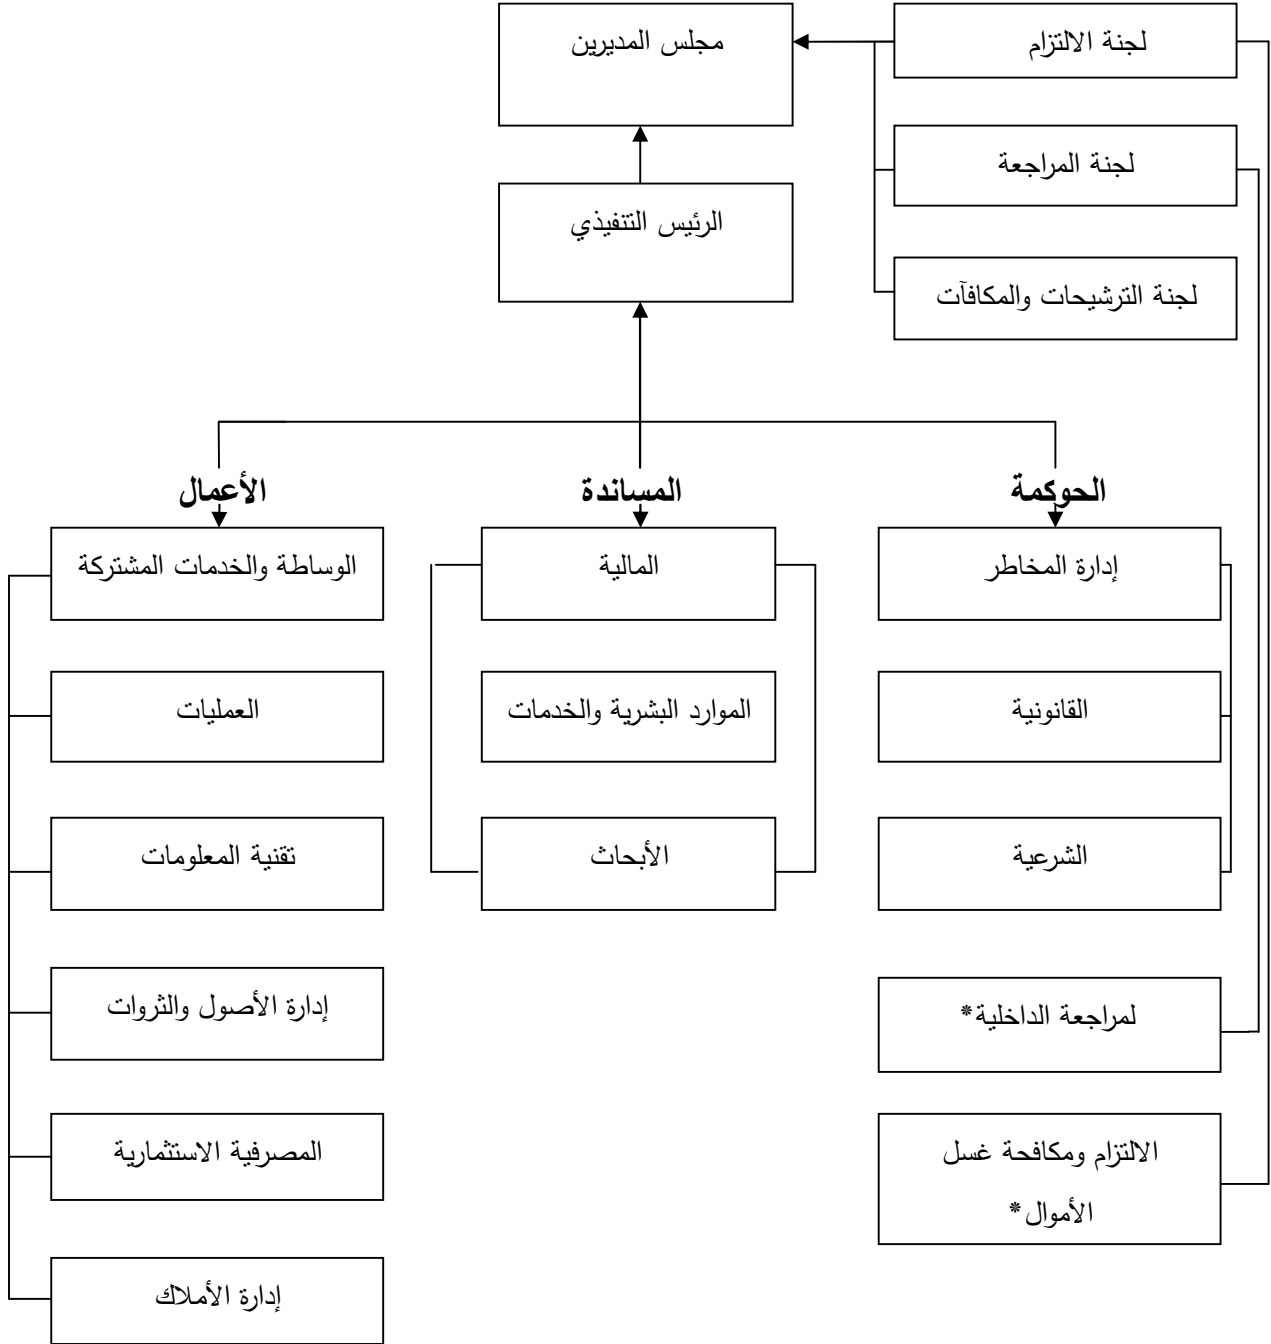 مجلس المديرين
لجنة الالتزام
لجنة المراجعة
الرئيس التنفيذي
لجنة الترشيحات والمكافآت
الحوكمة
المساندة
الأعمال
إدارة المخاطر
المالية
الوساطة والخدمات المشتركة
القانونية
الموارد البشرية والخدمات
العمليات
الشرعية
الأبحاث
تقنية المعلومات
لمراجعة الداخلية*
إدارة الأصول والثروات
الالتزام ومكافحة غسل
الأموال*
المصرفية الاستثمارية
إدارة الأملاك